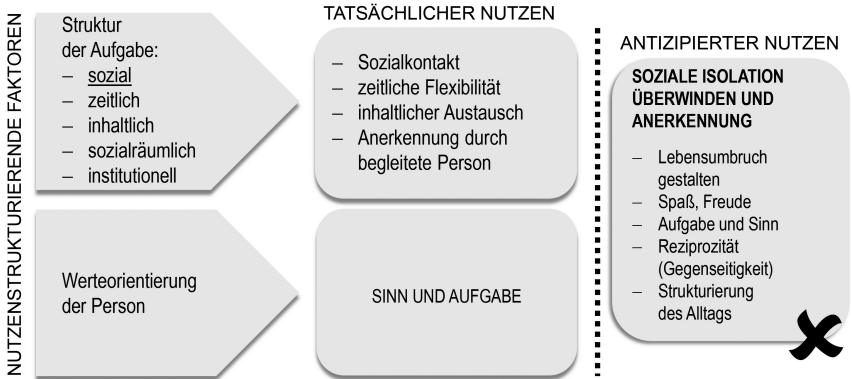 NUTZENSTRUKTURIERENDE FAKTOREN
Struktur
der Aufgabe:
– sozial
– zeitlich
– inhaltlich
– sozialräumlich
– institutionell
Werteorientierung
der Person
TATSÄCHLICHER NUTZEN
– Sozialkontakt
– zeitliche Flexibilität
– inhaltlicher Austausch
– Anerkennung durch
begleitete Person
SINN UND AUFGABE
ANTIZIPIERTER NUTZEN
SOZIALE ISOLATION
ÜBERWINDEN UND
ANERKENNUNG
– Lebensumbruch
gestalten
– Spaß, Freude
– Aufgabe und Sinn
– Reziprozität
(Gegenseitigkeit)
– Strukturierung
des Alltags